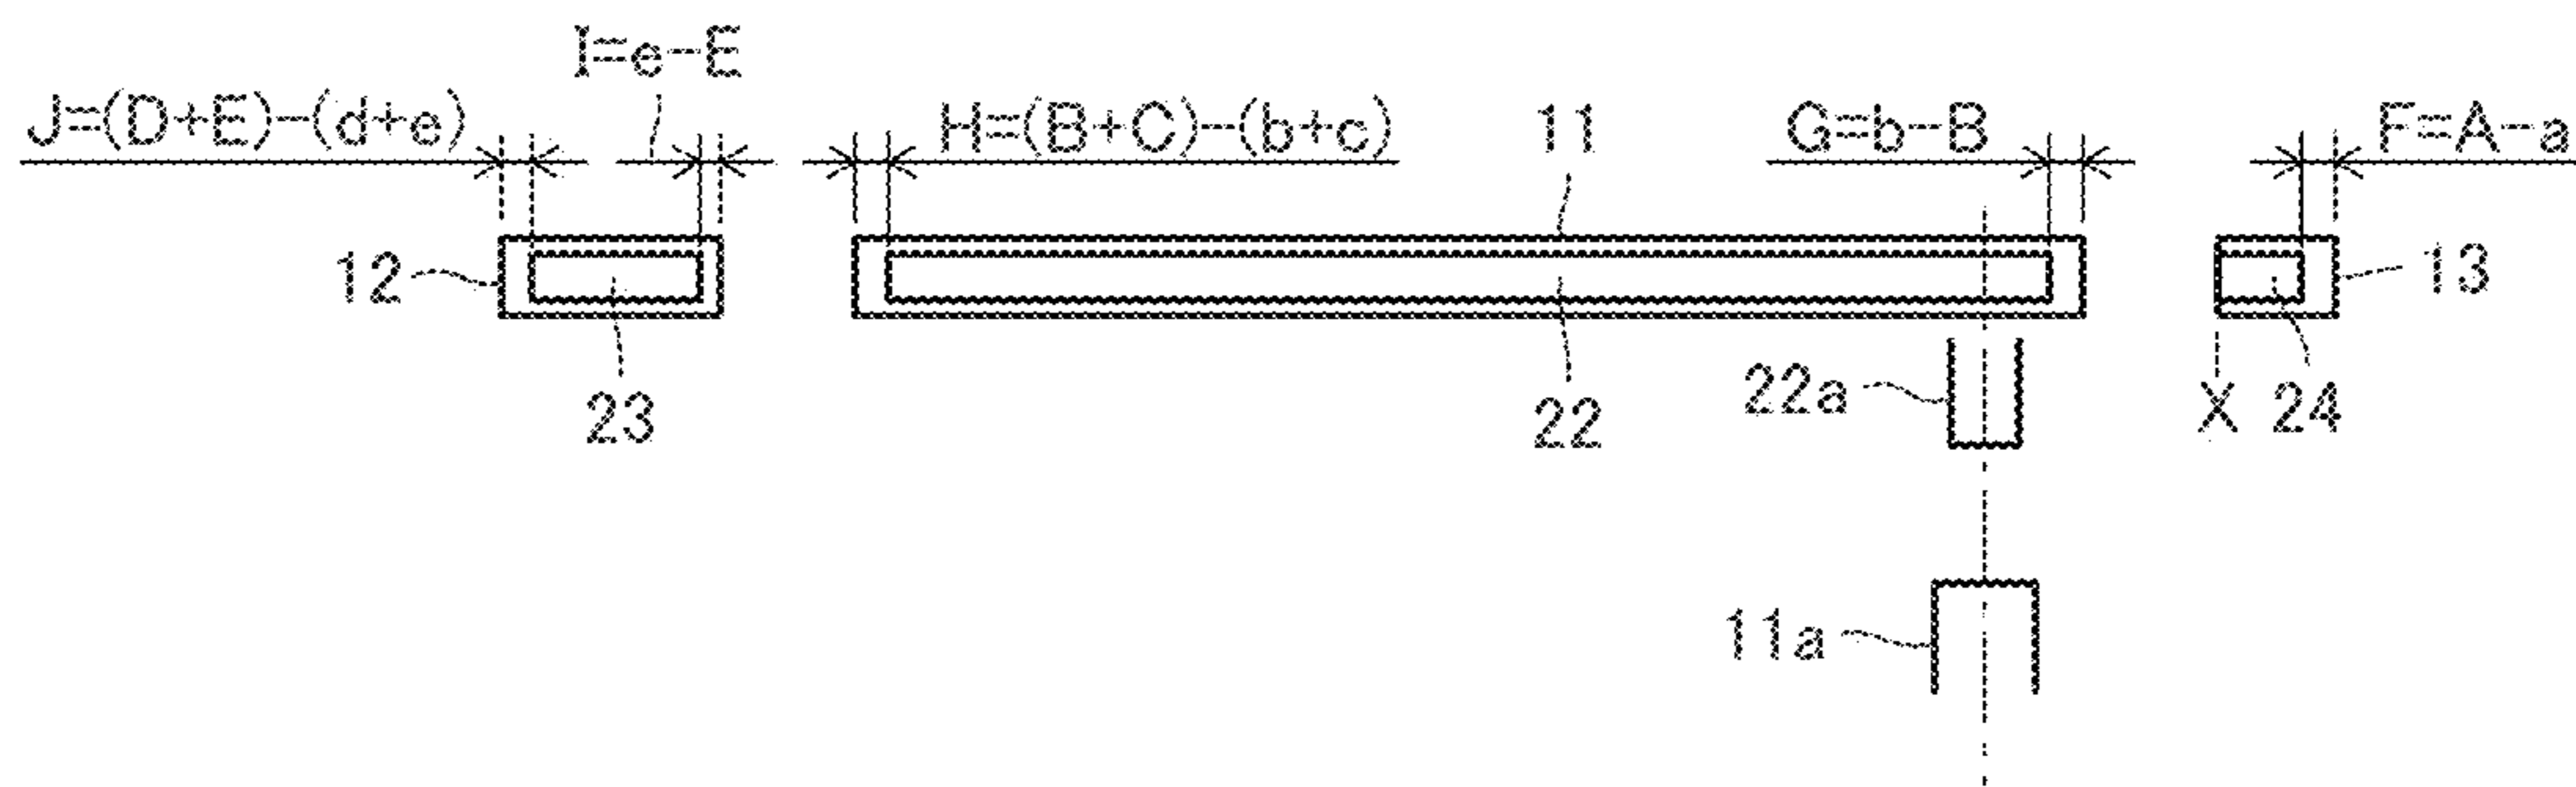 I=e-E
J=(D+E)-(d+e)
H=(B+C)-(b+c)
11
G=b-B
F=A-a
12
13
23
22
22a
X
24
11a